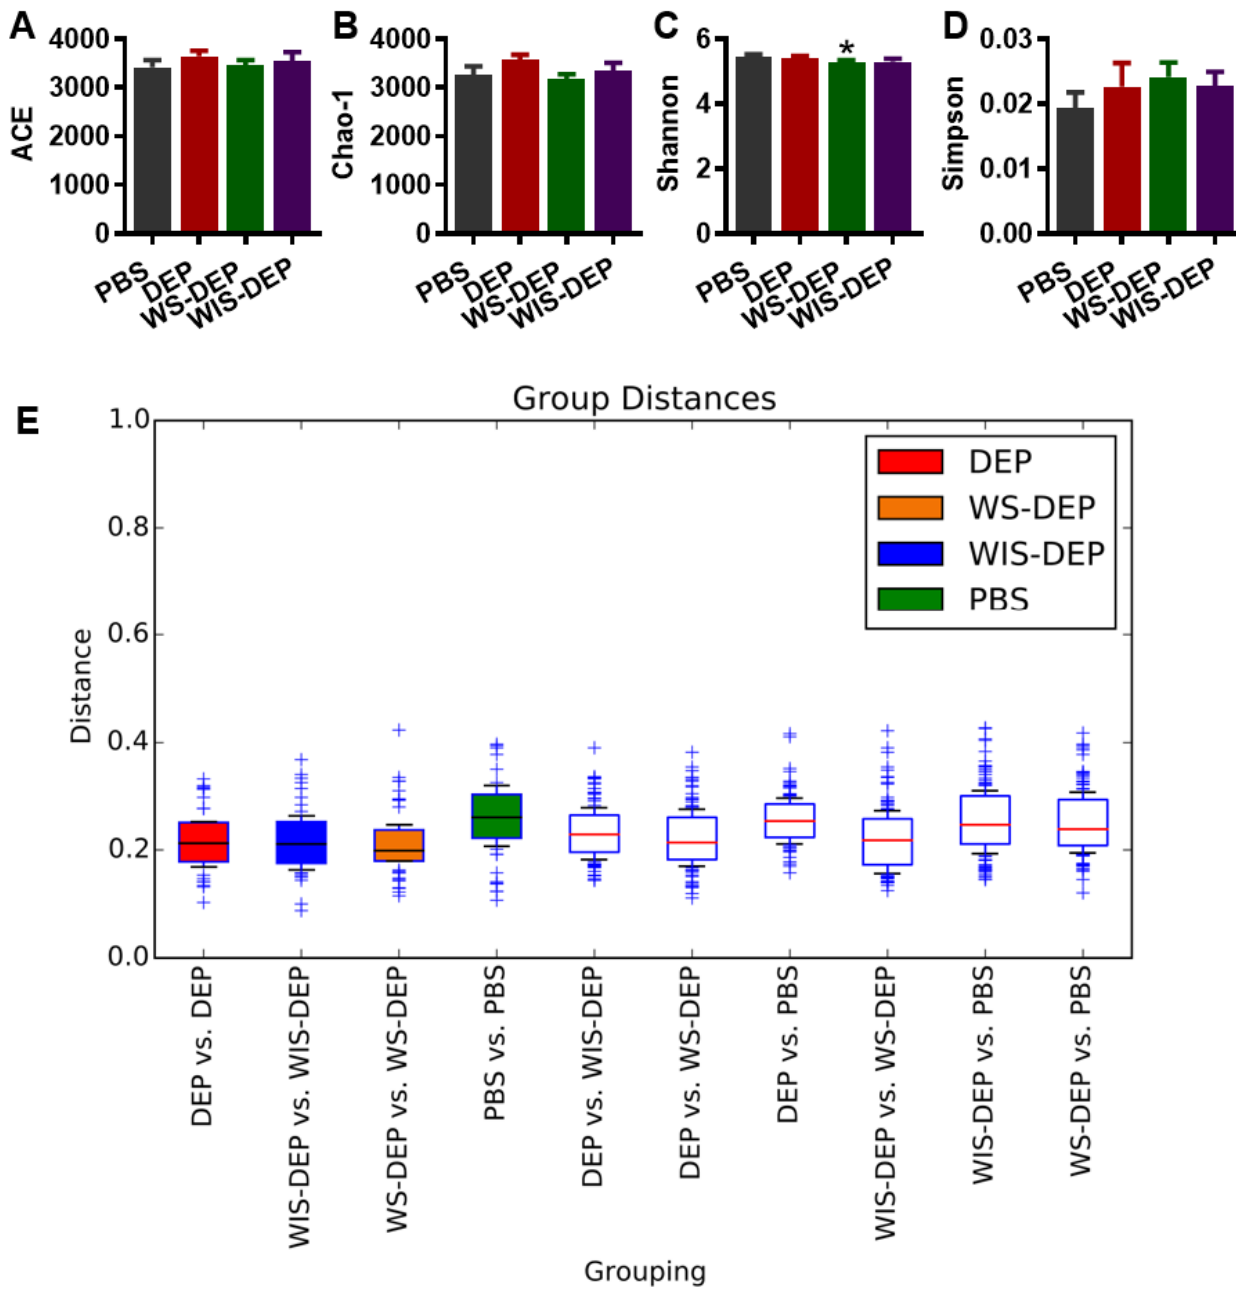 A
4000
3000
2000
1000
0
ACE
PBS
DEP
WS-DEP
WIS-DEP
B
4000
3000
2000
1000
0
Chao-1
PBS
DEP
WS-DEP
WIS-DEP
C
6
4
2
0
Shannon
*
PBS
DEP
WS-DEP
WIS-DEP
D
0.03
0.02
0.01
0.00
Simpson
PBS
DEP
WS-DEP
WIS-DEP
E
Group Distances
1.0
0.8
0.6
0.4
0.2
0.0
Distance
DEP
WS-DEP
WIS-DEP
PBS
DEP vs. DEP
WIS-DEP vs. WIS-DEP
WS-DEP vs. WS-DEP
PBS vs. PBS
DEP vs. WIS-DEP
DEP vs. WS-DEP
DEP vs. PBS
WIS-DEP vs. WS-DEP
WIS-DEP vs. PBS
WS-DEP vs. PBS
Grouping